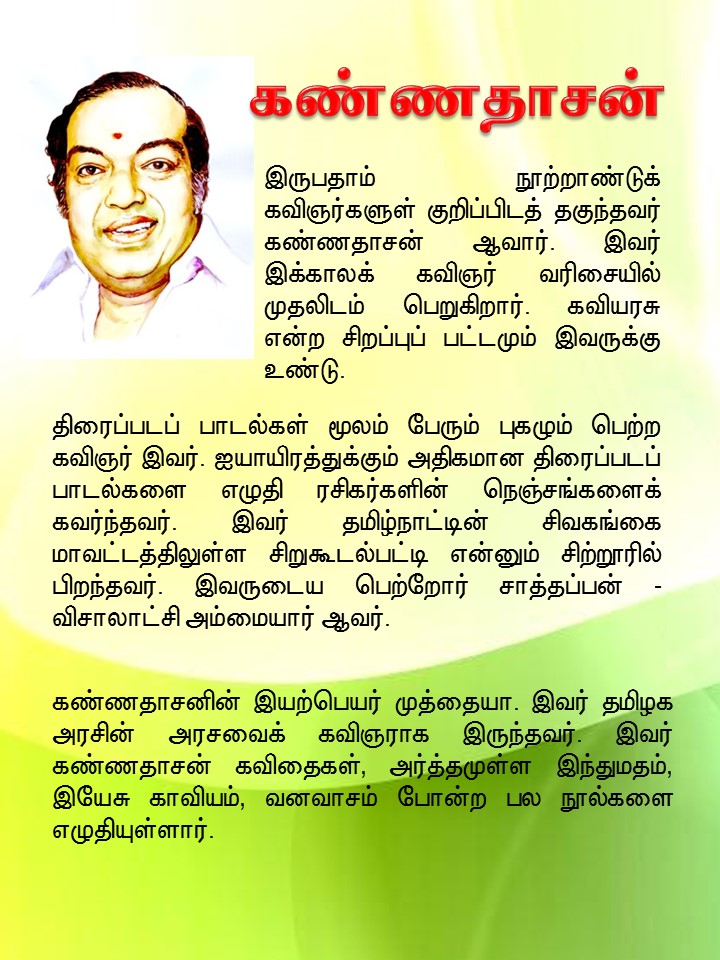 கண்ணதாசன்
இருபதாம் நூற்றாண்டுக்
கவிஞர்களுள் குறிப்பிடத் தகுந்தவர்
கண்ணதாசன் ஆவார். இவர்
இக்காலக் கவிஞர் வரிசையில்
முதலிடம் பெறுகிறார். கவியரசு
என்ற சிறப்புப் பட்டமும் இவருக்கு
உண்டு.
திரைப்படப் பாடல்கள் மூலம் பேரும் புகழும் பெற்ற
கவிஞர் இவர். ஐயாயிரத்துக்கும் அதிகமான திரைப்படப்
பாடல்களை எழுதி ரசிகர்களின் நெஞ்சங்களைக்
கவர்ந்தவர். இவர் தமிழ்நாட்டின் சிவகங்கை
மாவட்டத்திலுள்ள சிறுகூடல்பட்டி என்னும் சிற்றூரில்
பிறந்தவர். இவருடைய பெற்றோர் சாத்தப்பன் -
விசாலாட்சி அம்மையார் ஆவர்.
கண்ணதாசனின் இயற்பெயர் முத்தையா. இவர் தமிழக
அரசின் அரசவைக் கவிஞராக இருந்தவர். இவர்
கண்ணதாசன் கவிதைகள், அர்த்தமுள்ள இந்துமதம்,
இயேசு காவியம், வனவாசம் போன்ற பல நூல்களை
எழுதியுள்ளார்.